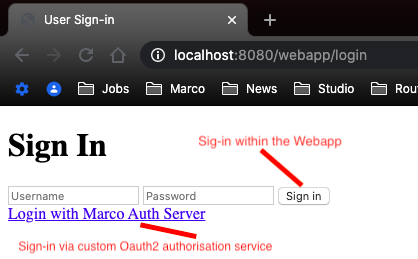 User Sign-in
localhost:8080/webapp/login
Jobs Marco News Studio Rou
Sign In
Sig-in within the Webapp
Username Password Sign in
Login with Marco Auth Server
Sign-in via custom Oauth2 authorisation service